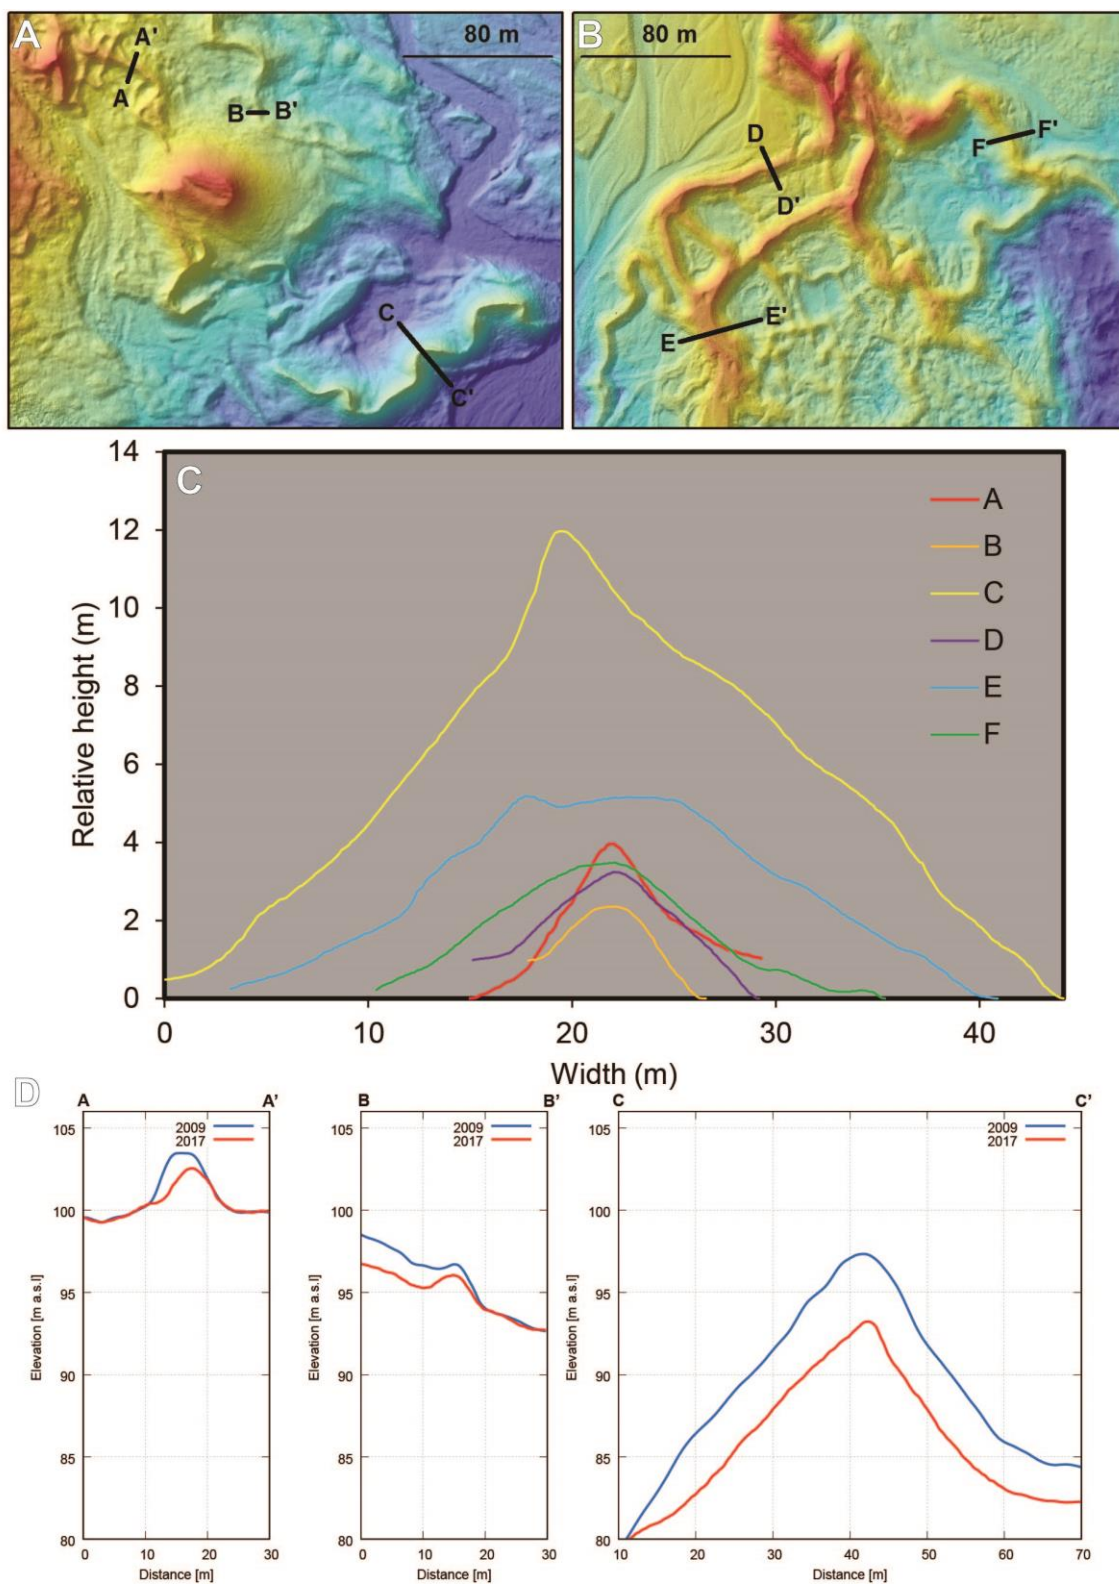 A
A'
80 m
A
B B'
C
C'
B
80 m
D
F'
F
D'
E'
E
C
14
12
10
8
6
4
2
0
Relative height (m)
A
B
C
D
E
F
0 10 20 30 40
Width (m)
D
A A'
2009
2017
105
100
95
90
85
80
Elevation [m a.s.l]
0 10 20 30
Distance [m]
B B'
2009
2017
105
100
95
90
85
80
Elevation [m a.s.l]
0 10 20 30
Distance [m]
C C'
2009
2017
105
100
95
90
85
80
Elevation [m a.s.l]
10 20 30 40 50 60 70
Distance [m]